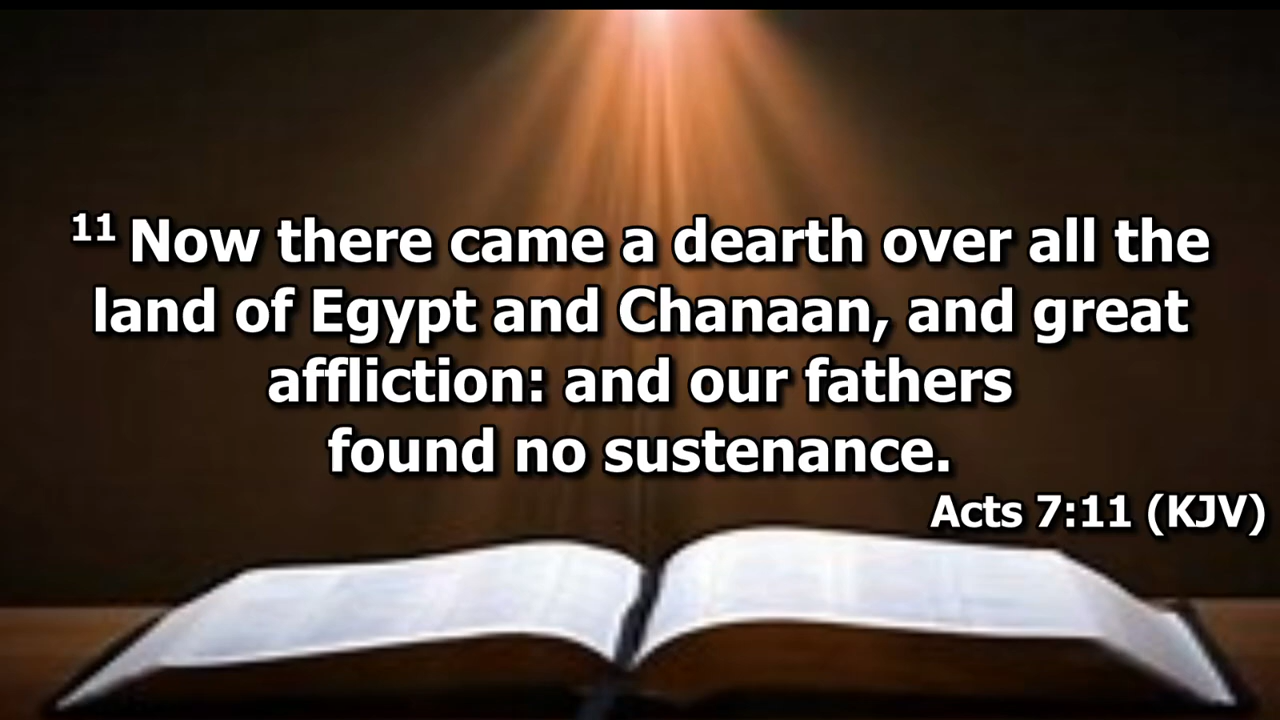 11 Now there came a dearth over all the
land of Egypt and Chanaan, and great
affliction: and our fathers
found no sustenance.
Acts 7:11 (KJV)